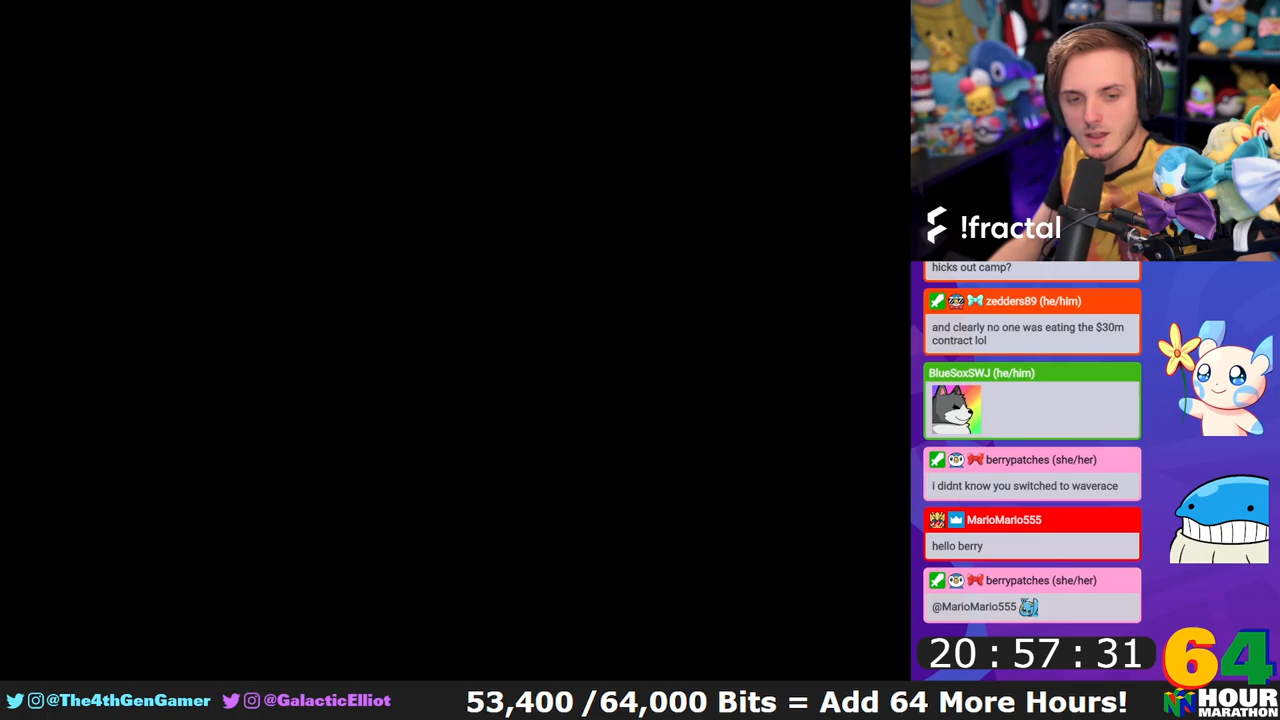 !fractal
hicks out camp?
zedders89 (he/him)
and clearly no one was eating the $30m
contract lol
BlueSoxSWJ (he/him)
berrypatches (she/her)
i didnt know you switched to waverace
MarioMario555
hello berry
berrypatches (she/her)
@MarioMario555
20:57:31
64
HOUR
MARATHON
@The4thGenGamer
@GalacticElliot
53,400 /64,000 Bits = Add 64 More Hours!